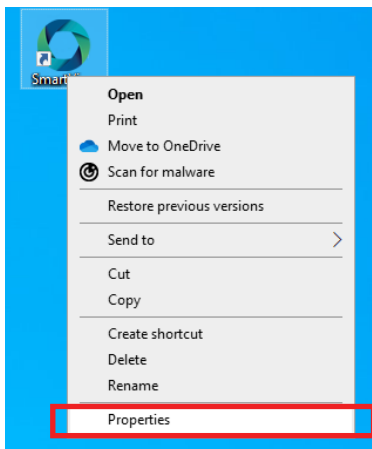 Open
Print
Move to OneDrive
Scan for malware
Restore previous versions
Send to
Cut
Copy
Create shortcut
Delete
Rename
Properties